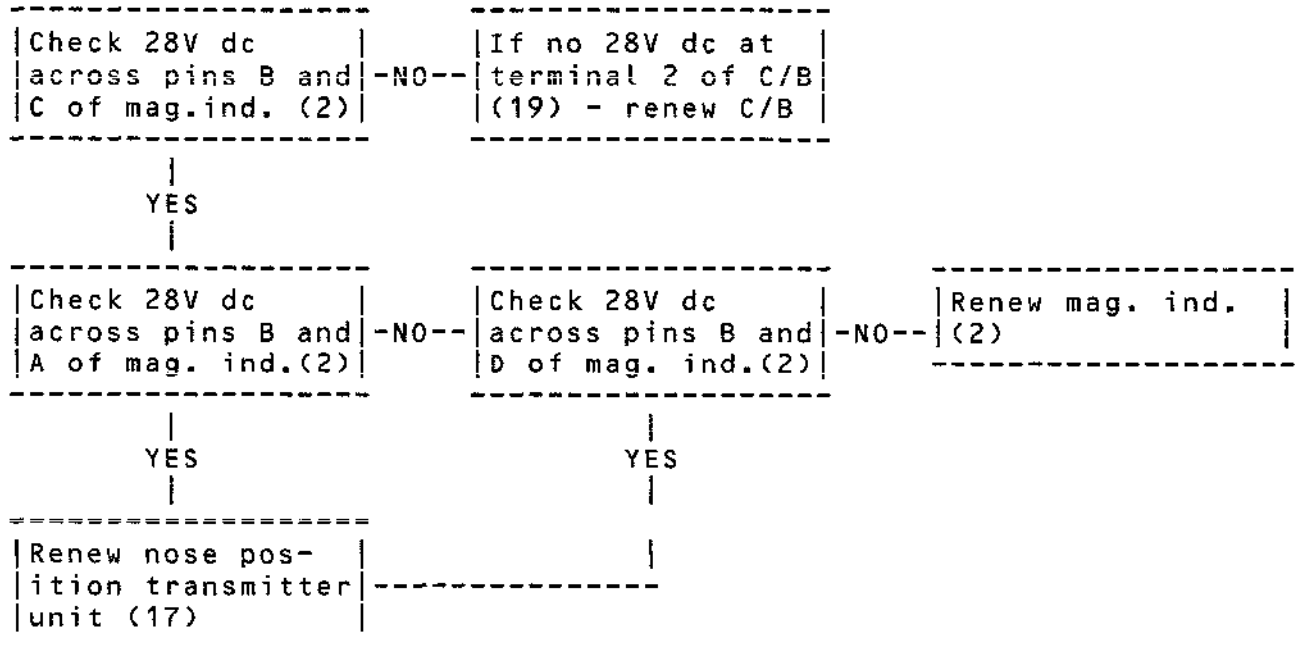 Check 28V dc
across pins B and
C of mag.ind. (2)
-NO--
If no 28V dc at
terminal 2 of C/B
(19) - renew C/B
YES
Check 28V dc
across pins B and
A of mag. ind.(2)
-NO--
Check 28V dc
across pins B and
D of mag. ind.(2)
-NO--
Renew mag. ind.
(2)
YES
YES
Renew nose pos-
ition transmitter
unit (17)